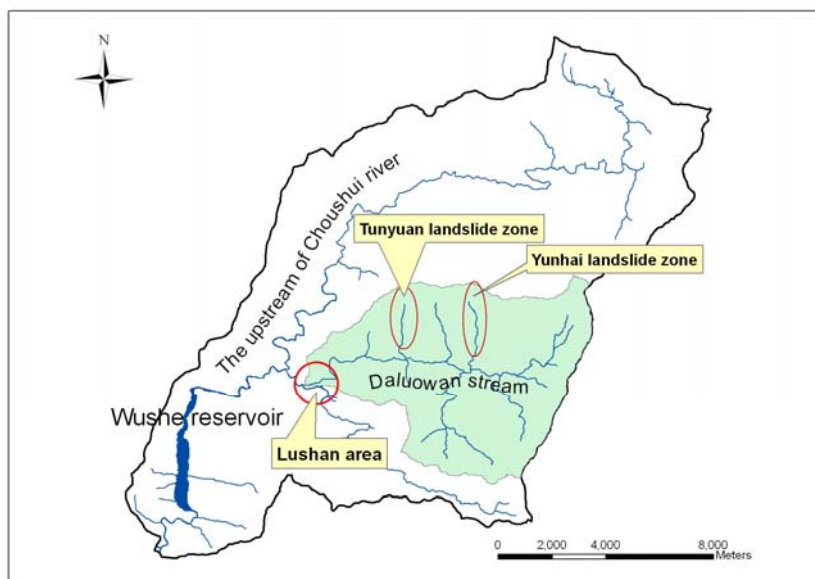 N
The upstream of Choushui river
Tunyuan landslide zone
Yunhai landslide zone
Daluowan stream
Wushe reservoir
Lushan area
0 2,000 4,000 8,000
Meters